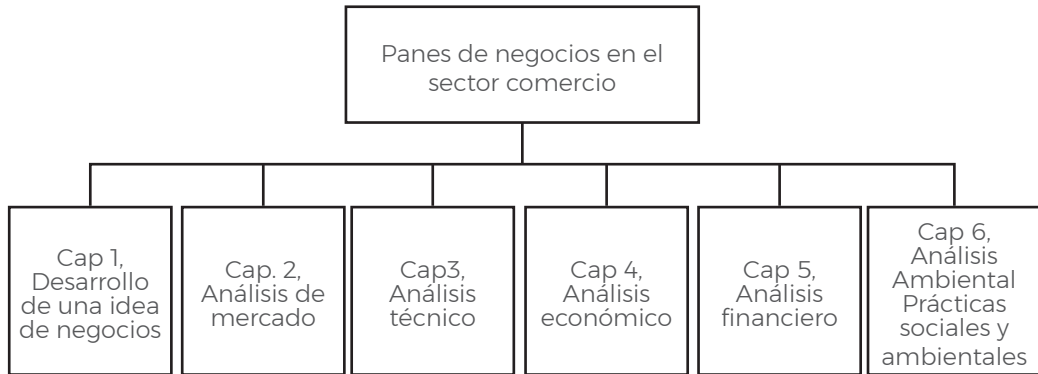 Panes de negocios en el
sector comercio
Cap 1,
Desarrollo
de una idea
de negocios
Cap. 2,
Análisis de
mercado
Cap3,
Análisis
técnico
Cap 4,
Análisis
económico
Cap 5,
Análisis
financiero
Cap 6,
Análisis
Ambiental
Prácticas
sociales y
ambientales